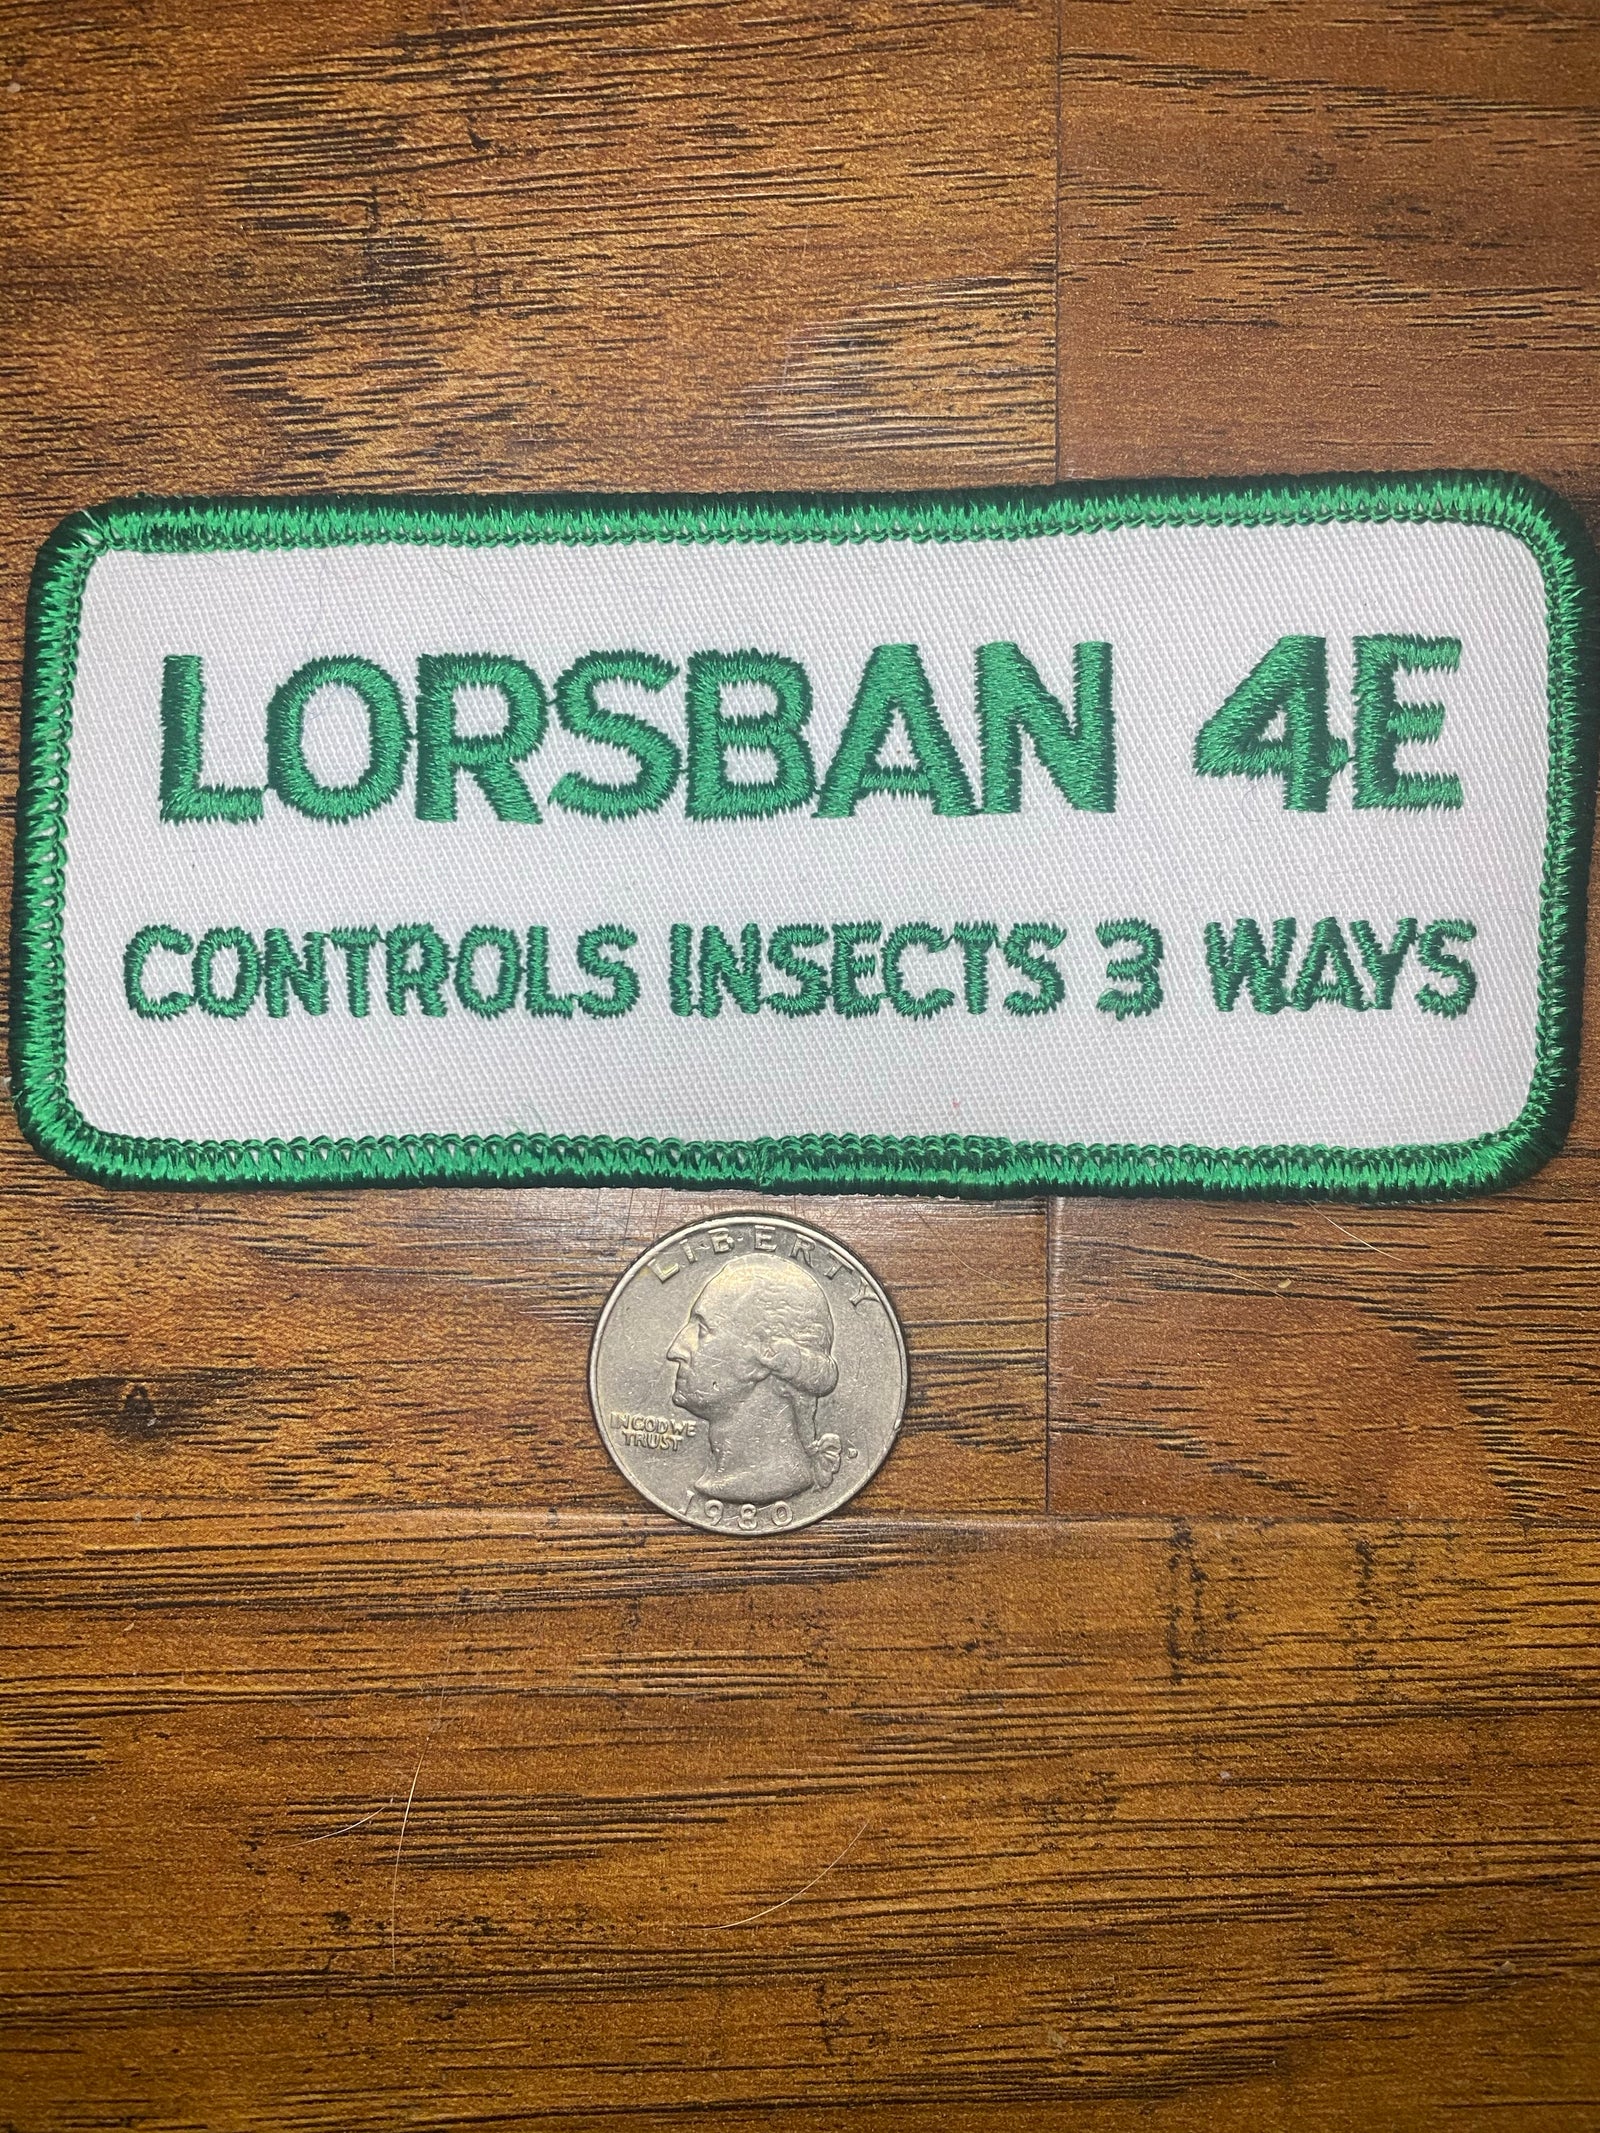 LORSBAN 4E
CONTROLS INSECTS 3 WAYS
LIBERTY
IN GOD WE
TRUST
D
1980